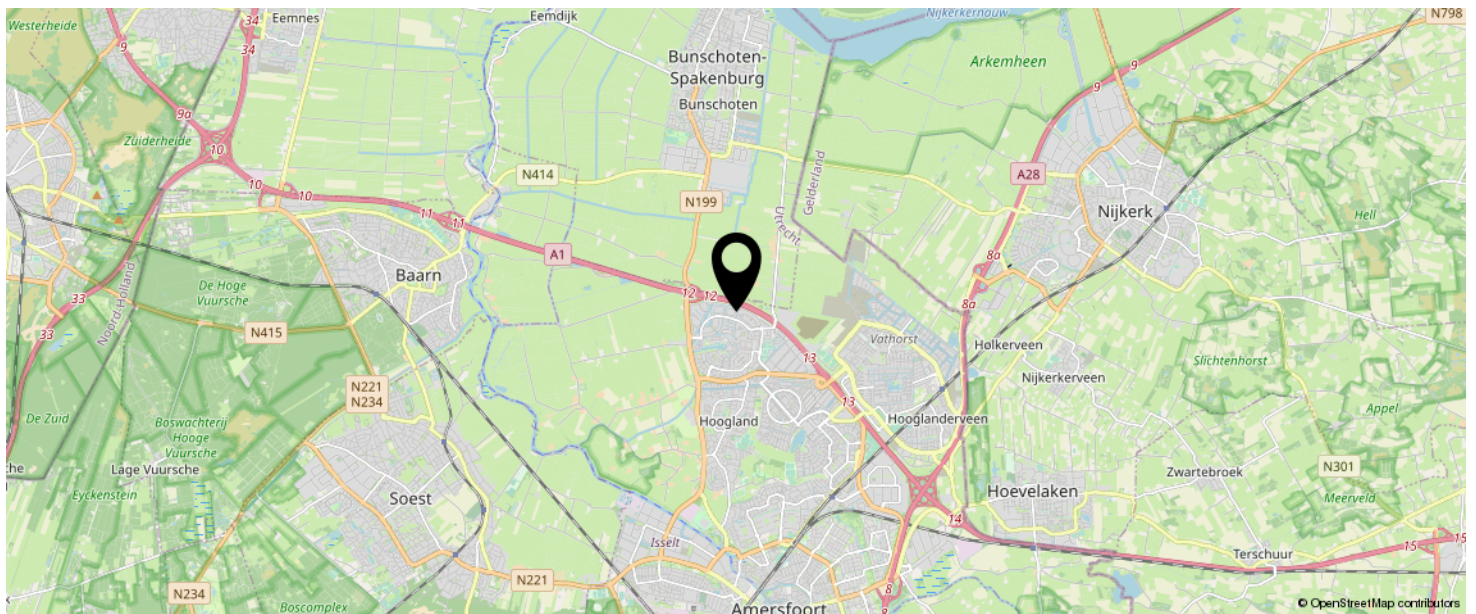 Westerheide
34
Eemnes
Eemdijk
Nijkerkernauw
N798
9
34
Bunschoten-
Spakenburg
Arkemheen
9
9
Bunschoten
9a
Zuiderheide
10
A28
N414
10
10
N199
Gelderland
Utrecht
Nijkerk
Hell
11
11
A1
8a
Baarn
De Hoge
Vuursche
Noord-Holland
33
12
12
8a
33
N415
Vathorst
Holkerveen
13
Slichtenhorst
Nijkerkerveen
N221
N234
13
De Zuid
Boswachterij
Hooge
Vuursche
Hoogland
Hooglanderveen
Appel
che
Lage Vuursche
Zwartebroek
N301
Eyckenstein
Soest
Hoevelaken
Meerveld
14
Isselt
15
15
Terschuur
N221
8
N234
Boscomplex
Amersfoort
© OpenStreetMap contributors